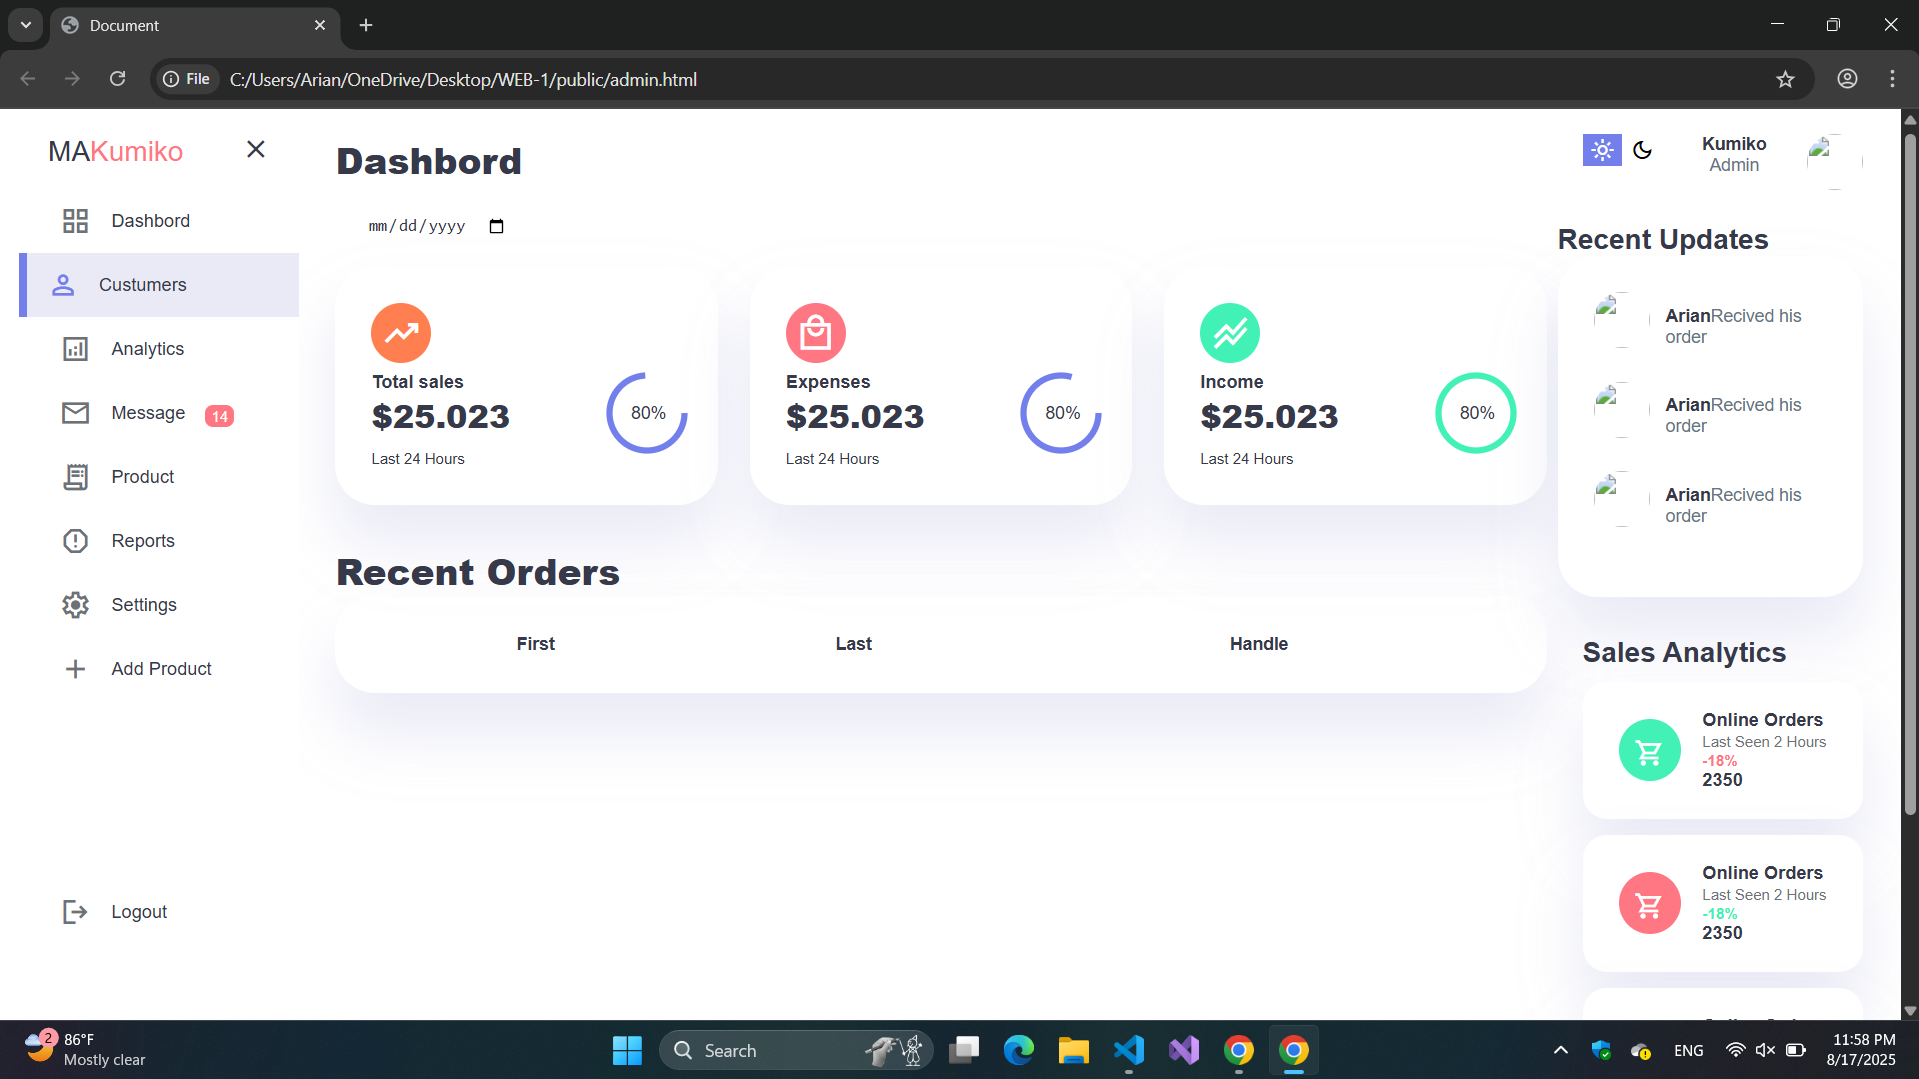 Document
File
C:/Users/Arian/OneDrive/Desktop/WEB-1/public/admin.html
MAKumiko
Dashbord
Custumers
Analytics
Message 14
Product
Reports
Settings
Add Product
Logout
Dashbord
mm/dd/yyyy
Total sales
$25.023
80%
Last 24 Hours
Expenses
$25.023
80%
Last 24 Hours
Income
$25.023
80%
Last 24 Hours
Recent Orders
First Last Handle
Kumiko
Admin
Recent Updates
ArianRecived his
order
ArianRecived his
order
ArianRecived his
order
Sales Analytics
Online Orders
Last Seen 2 Hours
-18%
2350
Online Orders
Last Seen 2 Hours
-18%
2350
2
86°F
Mostly clear
Search
ENG
11:58 PM
8/17/2025